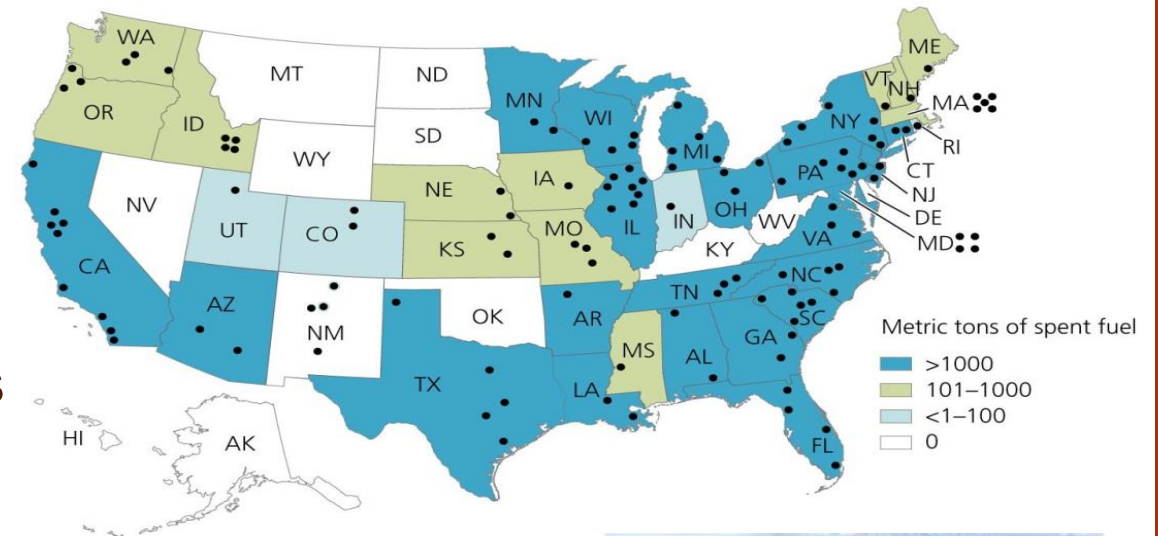 WA
MT
ND
MN
ME
VT
NH
MA
OR
ID
SD
WI
NY
MI
RI
WY
CT
PA
NJ
NE
IA
DE
NV
OH
IN
IL
WV
MD
UT
CO
KS
MO
VA
KY
CA
NC
TN
AZ
NM
OK
AR
SC
MS
AL
GA
TX
LA
FL
HI
AK
s
Metric tons of spent fuel
>1000
101–1000
<1–100
0